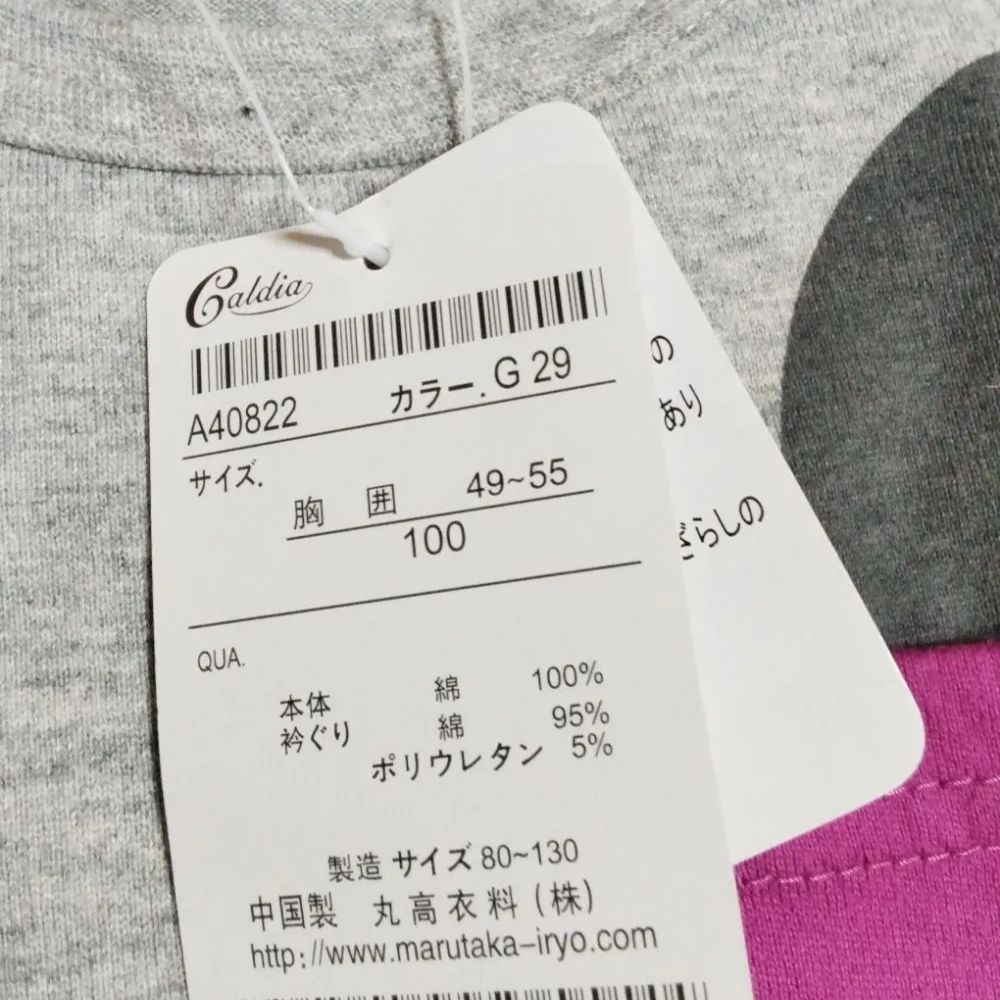 Caldia
A40822 カラー. G 29
サイズ.
胸 囲 49~55
100
QUA.
本体 綿 100%
衿ぐり 綿 95%
ポリウレタン 5%
製造 サイズ 80~130
中国製 丸高衣料(株)
http://www.marutaka-iryo.com
の
あり
らしの